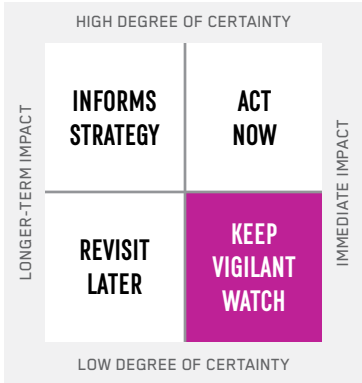 HIGH DEGREE OF CERTAINTY
LONGER-TERM IMPACT
INFORMS
STRATEGY
ACT
NOW
IMMEDIATE IMPACT
REVISIT
LATER
KEEP
VIGILANT
WATCH
LOW DEGREE OF CERTAINTY